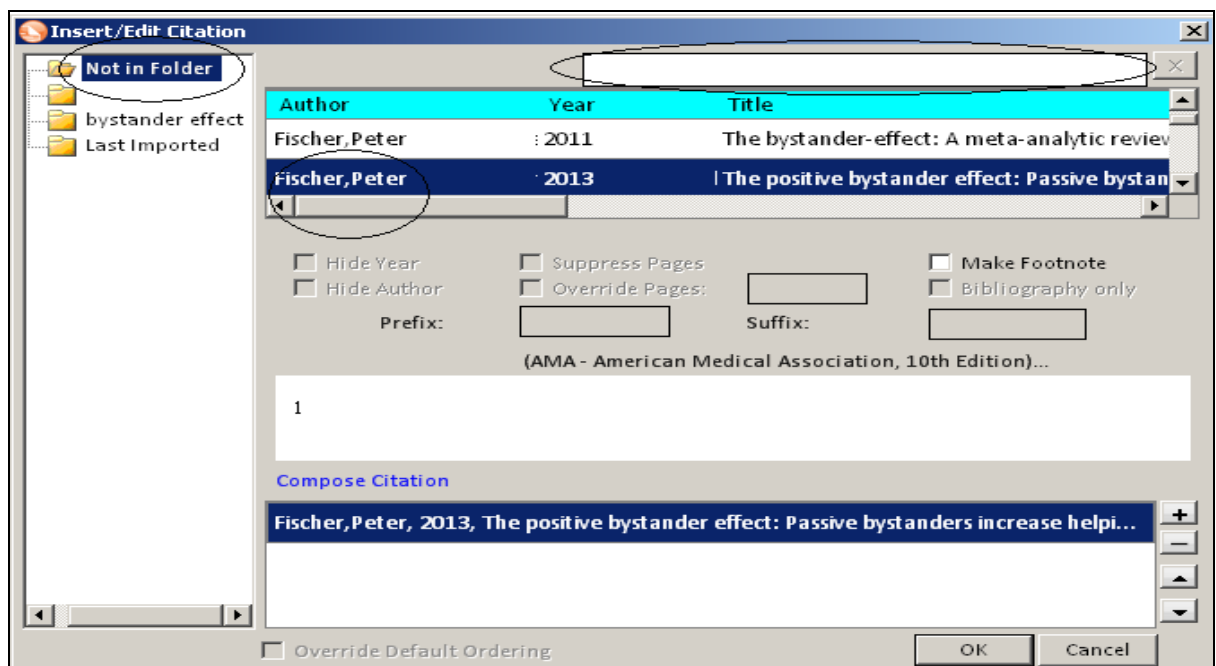 Insert/Edit Citation
Not in Folder
bystander effect
Last Imported
Author Year Title
Fischer,Peter : 2011 The bystander-effect: A meta-analytic review
Fischer,Peter 2013 The positive bystander effect: Passive bystan
Hide Year Suppress Pages Make Footnote
Hide Author Override Pages: Bibliography only
Prefix: Suffix:
(AMA - American Medical Association, 10th Edition)...
1
Compose Citation
Fischer,Peter, 2013, The positive bystander effect: Passive bystanders increase helpi...
Override Default Ordering OK Cancel